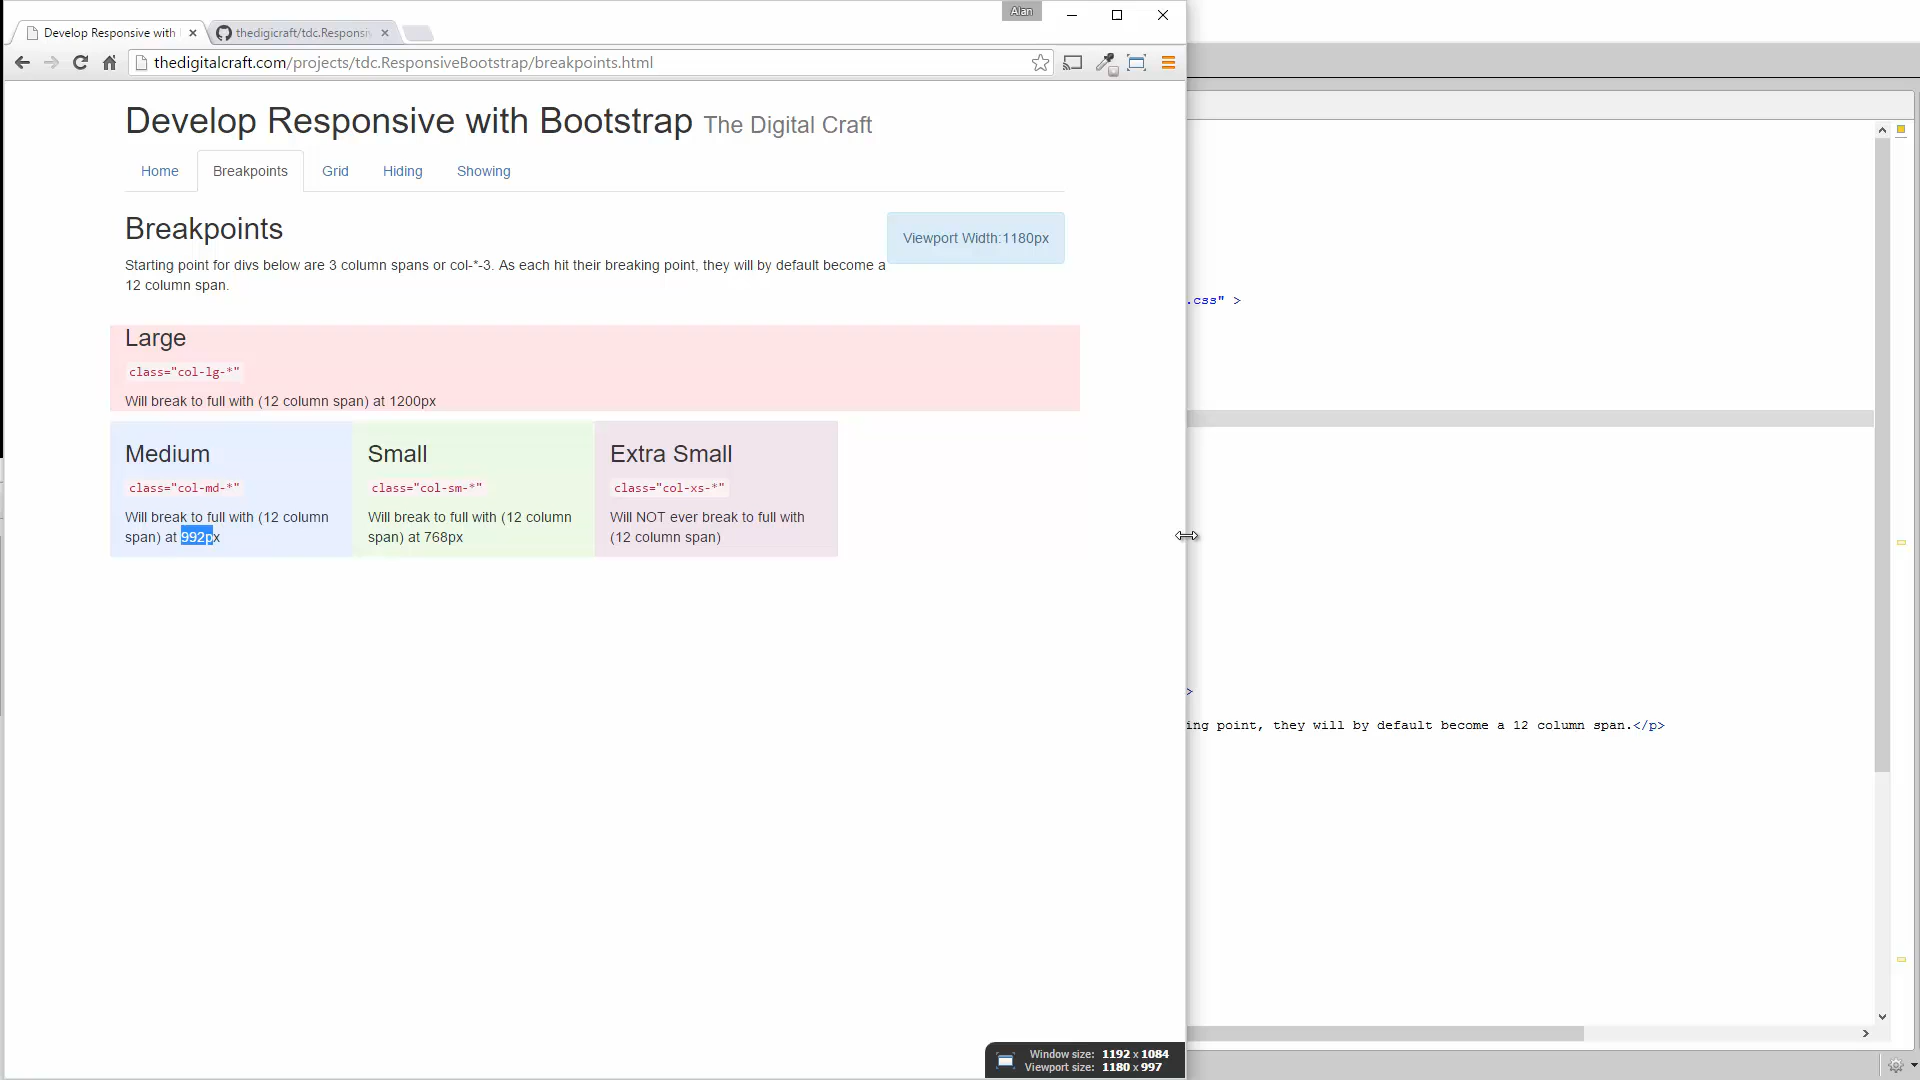 Alan
Develop Responsive with
thedigicraft/tdc.Responsiv
thedigitalcraft.com/projects/tdc.ResponsiveBootstrap/breakpoints.html
Develop Responsive with Bootstrap The Digital Craft
Home Breakpoints Grid Hiding Showing
Breakpoints
Viewport Width:1180px
Starting point for divs below are 3 column spans or col-*-3. As each hit their breaking point, they will by default become a
12 column span.
.css" >
Large
class="col-lg-*"
Will break to full with (12 column span) at 1200px
Medium
class="col-md-*"
Will break to full with (12 column
span) at 992px
Small
class="col-sm-*"
Will break to full with (12 column
span) at 768px
Extra Small
class="col-xs-*"
Will NOT ever break to full with
(12 column span)
>
ing point, they will by default become a 12 column span.</p>
Window size: 1192 x 1084
Viewport size: 1180 x 997